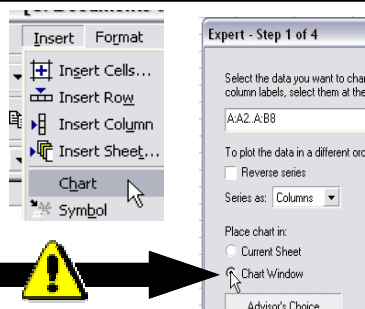 Insert Format
Insert Cells...
Insert Row
Insert Column
Insert Sheet...
Chart
Symbol
Expert - Step 1 of 4
Select the data you want to
column labels, select them at the
A:A2..A:B8
To plot the data in a different
Reverse series
Series as: Columns
Place chart in:
Current Sheet
Chart Window
Advisor's Choice